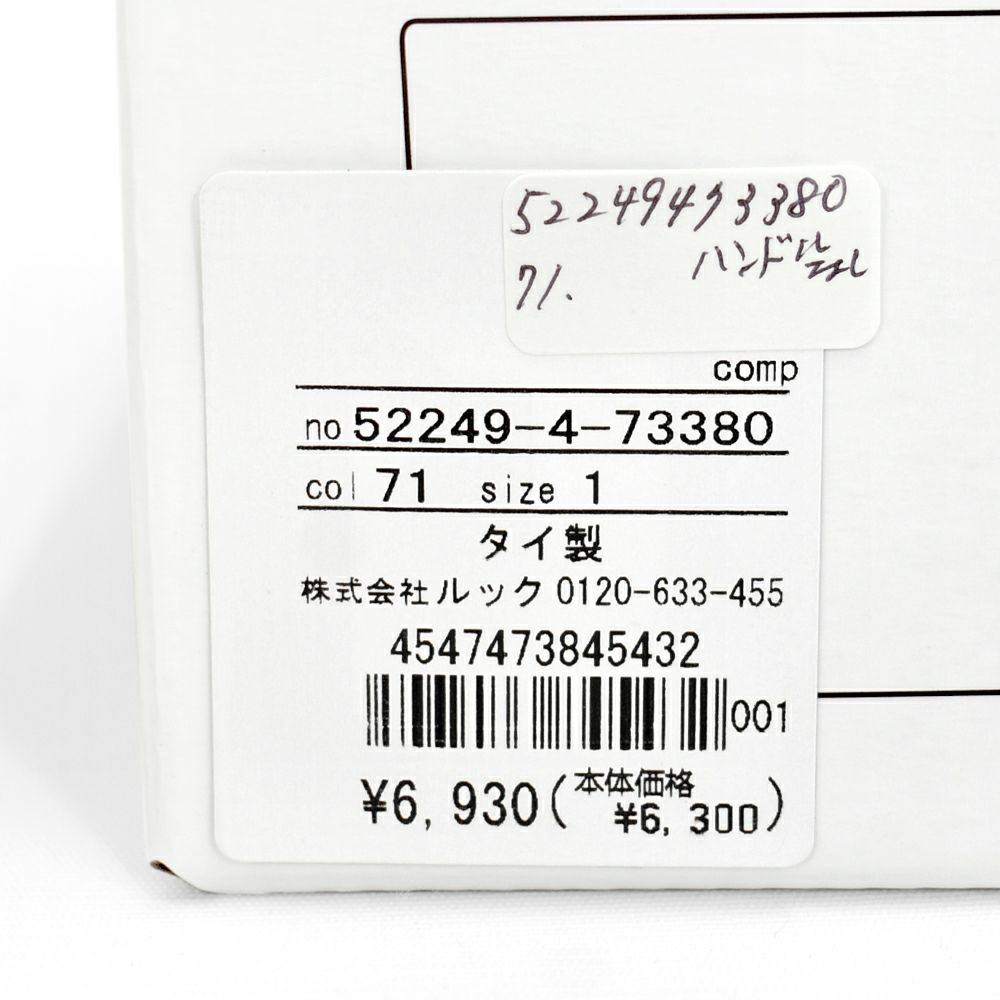 52249473380
71. ハンドル無し
comp
no 52249-4-73380
col 71 size 1
タイ製
株式会社ルック 0120-633-455
4547473845432
001
¥6,930(本体価格 ¥6,300)